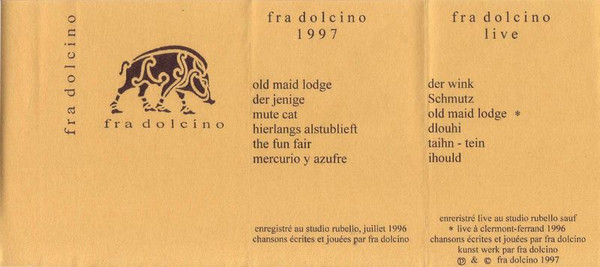 fra dolcino
fra dolcino
fra dolcino
1997
old maid lodge
der jenige
mute cat
hierlangs alstublieft
the fun fair
mercurio y azufre
enregistré au studio rubello, juillet 1996
chansons écrites et jouées par fra dolcino
fra dolcino
live
der wink
Schmutz
old maid lodge *
dlouhi
taihn - tein
ihould
enreristré live au studio rubello sauf
* live à clermont-ferrand 1996
chansons écrites et jouées par fra dolcino
kunst werk par fra dolcino
℗ & © fra dolcino 1997